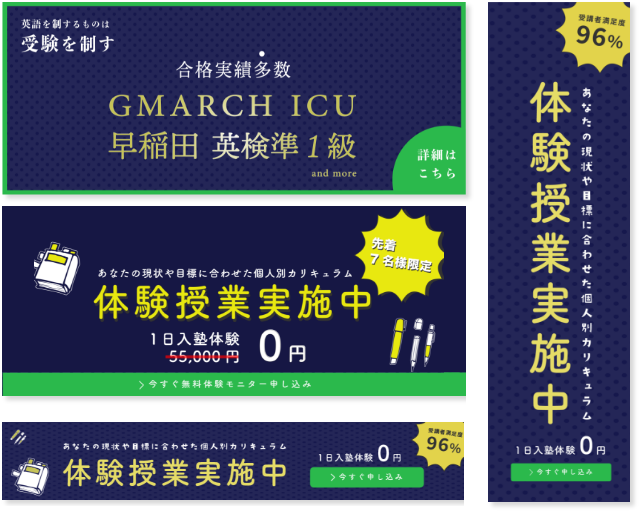 英語を制するものは
受験を制す
合格実績多数
GMARCH ICU
早稲田 英検準1級
and more
詳細は
こちら
先着
7名様限定
あなたの現状や目標に合わせた個人別カリキュラム
体験授業実施中
1日入塾体験
55,000円
0円
今すぐ無料体験モニター申し込み
あなたの現状や目標に合わせた個人別カリキュラム
体験授業実施中
1日入塾体験 0円
今すぐ申し込み
受講者満足度
96%
受講者満足度
96%
あなたの現状や目標に合わせた個人別カリキュラム
体験授業実施中
1日入塾体験 0円
今すぐ申し込み